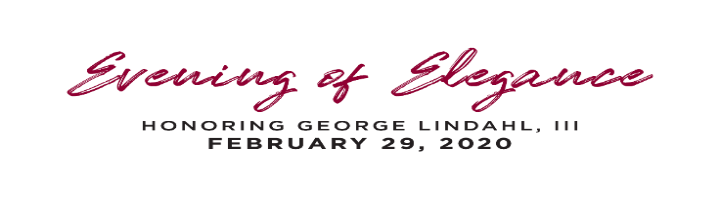 Evening of Elegance
HONORING GEORGE LINDAHL, III
FEBRUARY 29, 2020